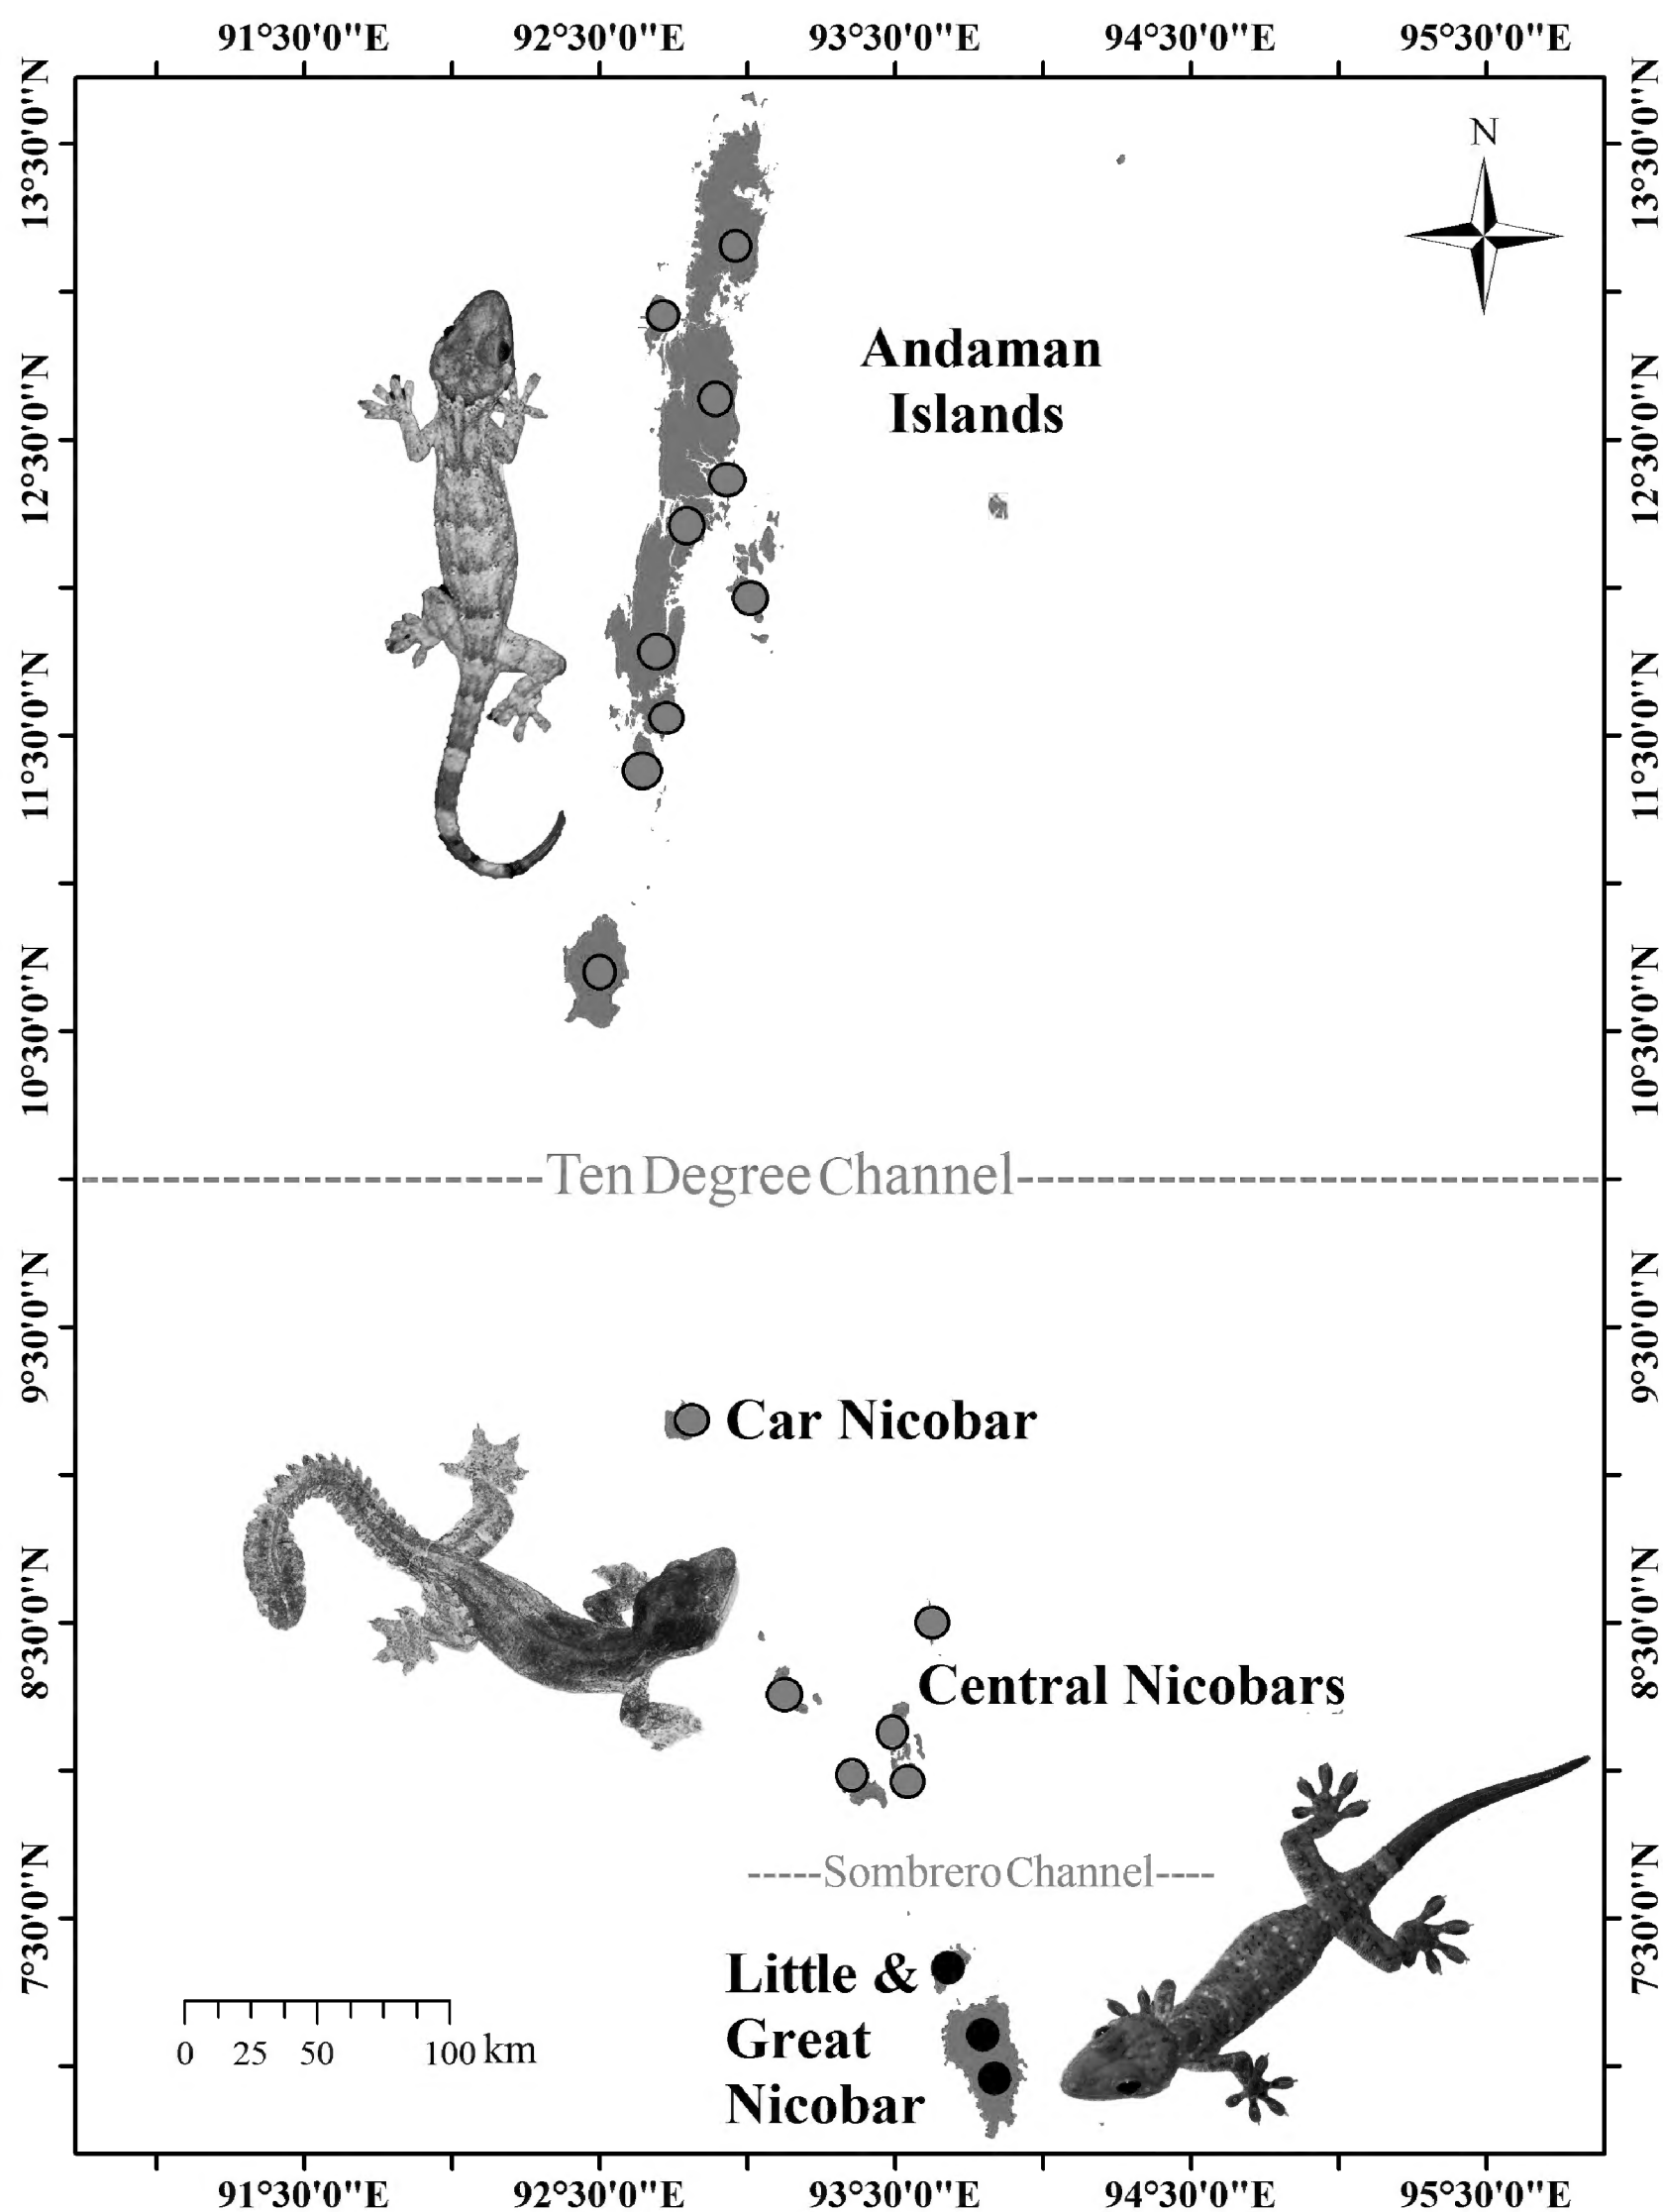 91°30'0"E 92°30'0"E 93°30'0"E 94°30'0"E 95°30'0"E
13°30'0"N
13°30'0"N
N
Andaman
Islands
12°30'0"N
12°30'0"N
11°30'0"N
11°30'0"N
10°30'0"N
10°30'0"N
Ten Degree Channel
9°30'0"N
9°30'0"N
Car Nicobar
8°30'0"N
8°30'0"N
Central Nicobars
Sombrero Channel
7°30'0"N
7°30'0"N
Little &
Great
Nicobar
0 25 50 100 km
91°30'0"E 92°30'0"E 93°30'0"E 94°30'0"E 95°30'0"E